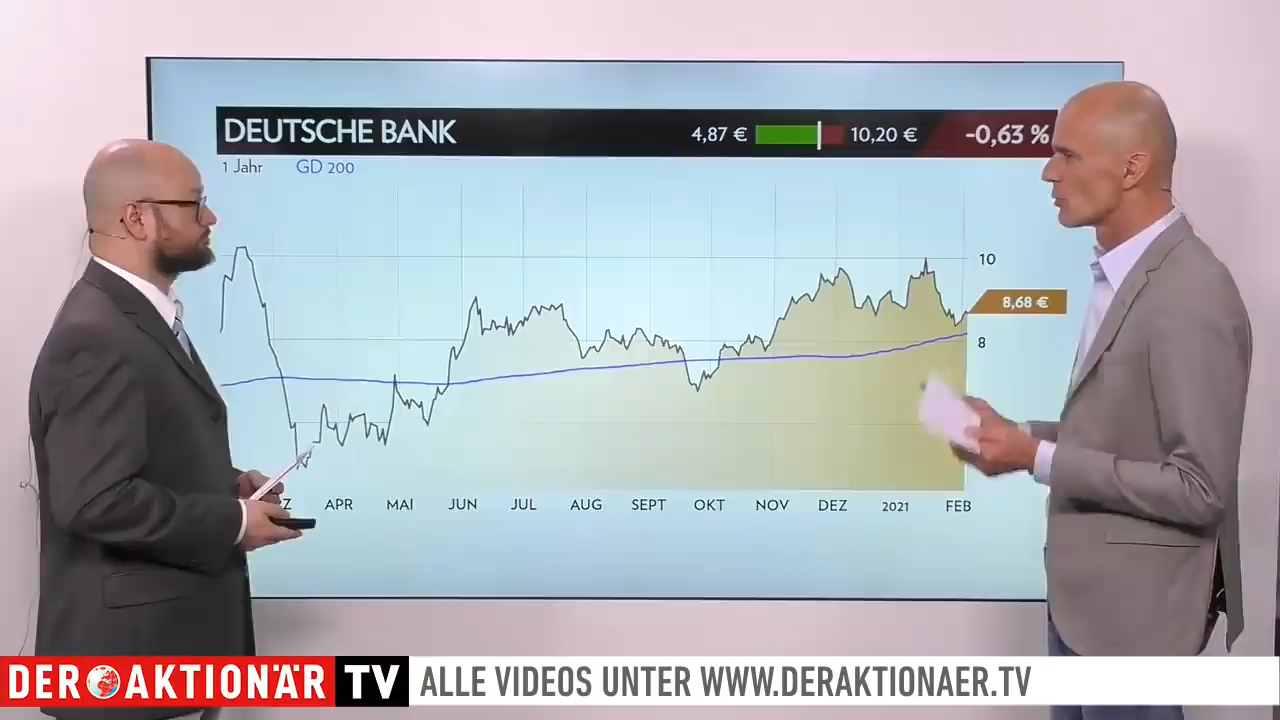 DEUTSCHE BANK 4,87 € 10,20 € -0,63 %
1 Jahr GD 200
10
8,68 €
8
APR MAI JUN JUL AUG SEPT OKT NOV DEZ 2021 FEB
DER AKTIONÄR TV ALLE VIDEOS UNTER WWW.DERAKTIONAER.TV